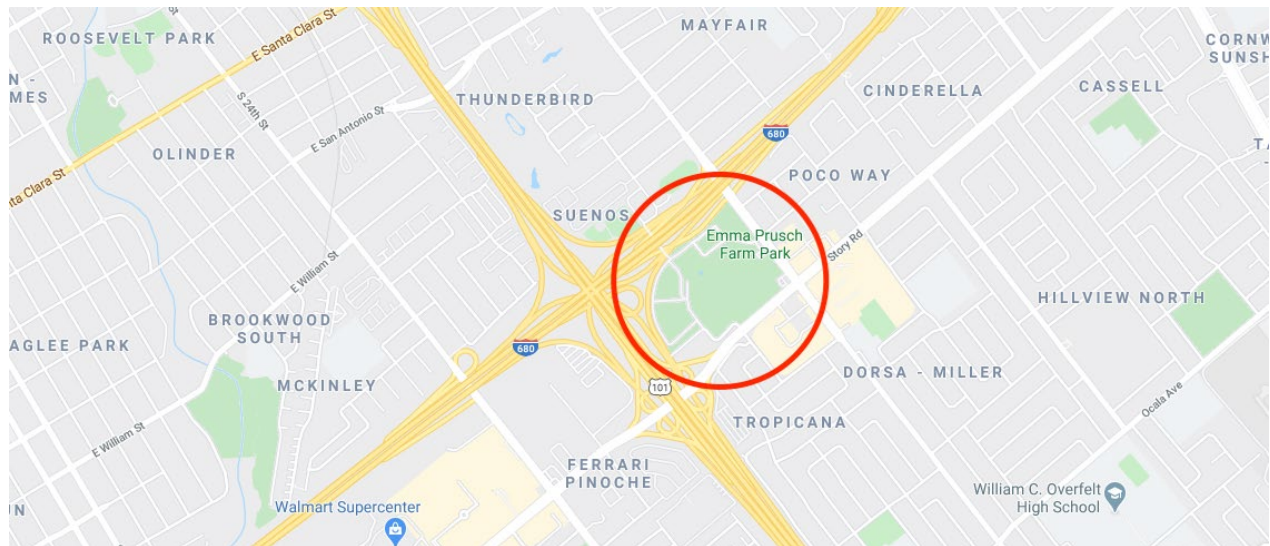 MAYFAIR
ROOSEVELT PARK
E Santa Clara St
CORNW
SUNSH
N -
MES
S 24th St
THUNDERBIRD
CINDERELLA
CASSELL
680
E San Antonio St
OLINDER
TA
-
nta Clara St
POCO WAY
SUENOS
Emma Prusch
Farm Park
Story Rd
E William St
HILLVIEW NORTH
BROOKWOOD
SOUTH
AGLEE PARK
680
MCKINLEY
101
DORSA - MILLER
Ocala Ave
TROPICANA
E William St
FERRARI
PINOCHE
William C. Overfelt
High School
Walmart Supercenter
UN